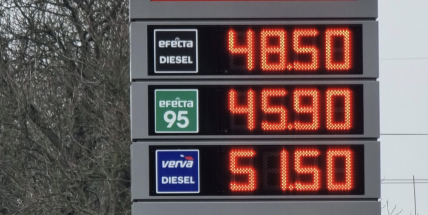 efecta
DIESEL
48.50
efecta
95
45.90
verva
DIESEL
51.50